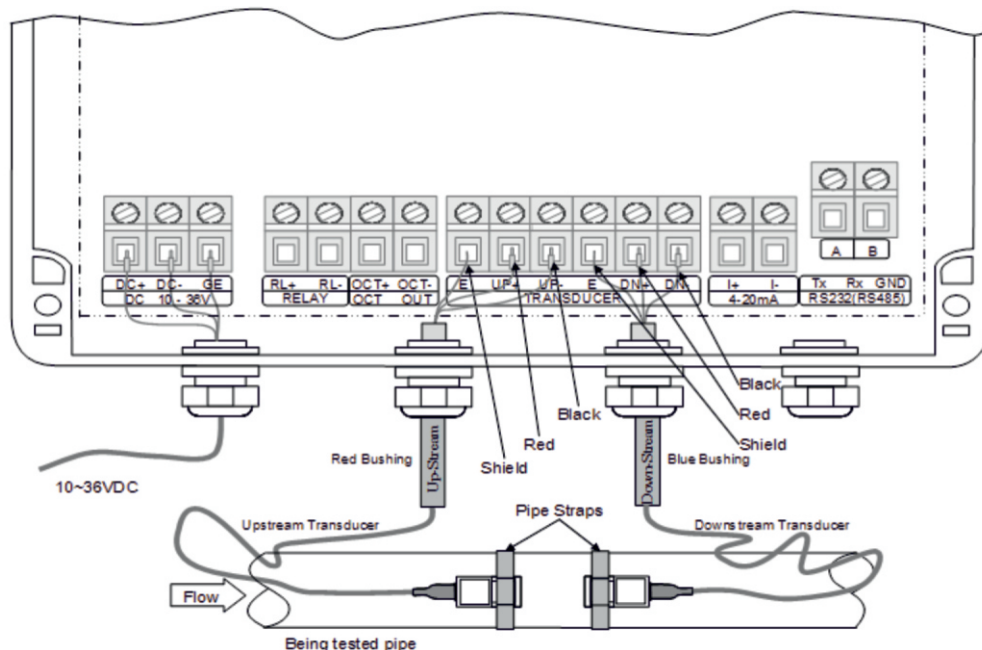 A B
DC+ DC- GE RL+ RL- OCT+ OCT- E UP+ UP- E DN+ DN- I+ I- Tx Rx GND
DC 10 - 36V RELAY OCT OUT TRANSDUCER 4-20mA RS232(RS485)
Black
Red
Shield
Black
Red
Shield
Red Bushing
Up-Stream
Down-Stream
Blue Bushing
10~36VDC
Pipe Straps
Upstream Transducer
Downstream Transducer
Flow
Being tested pipe